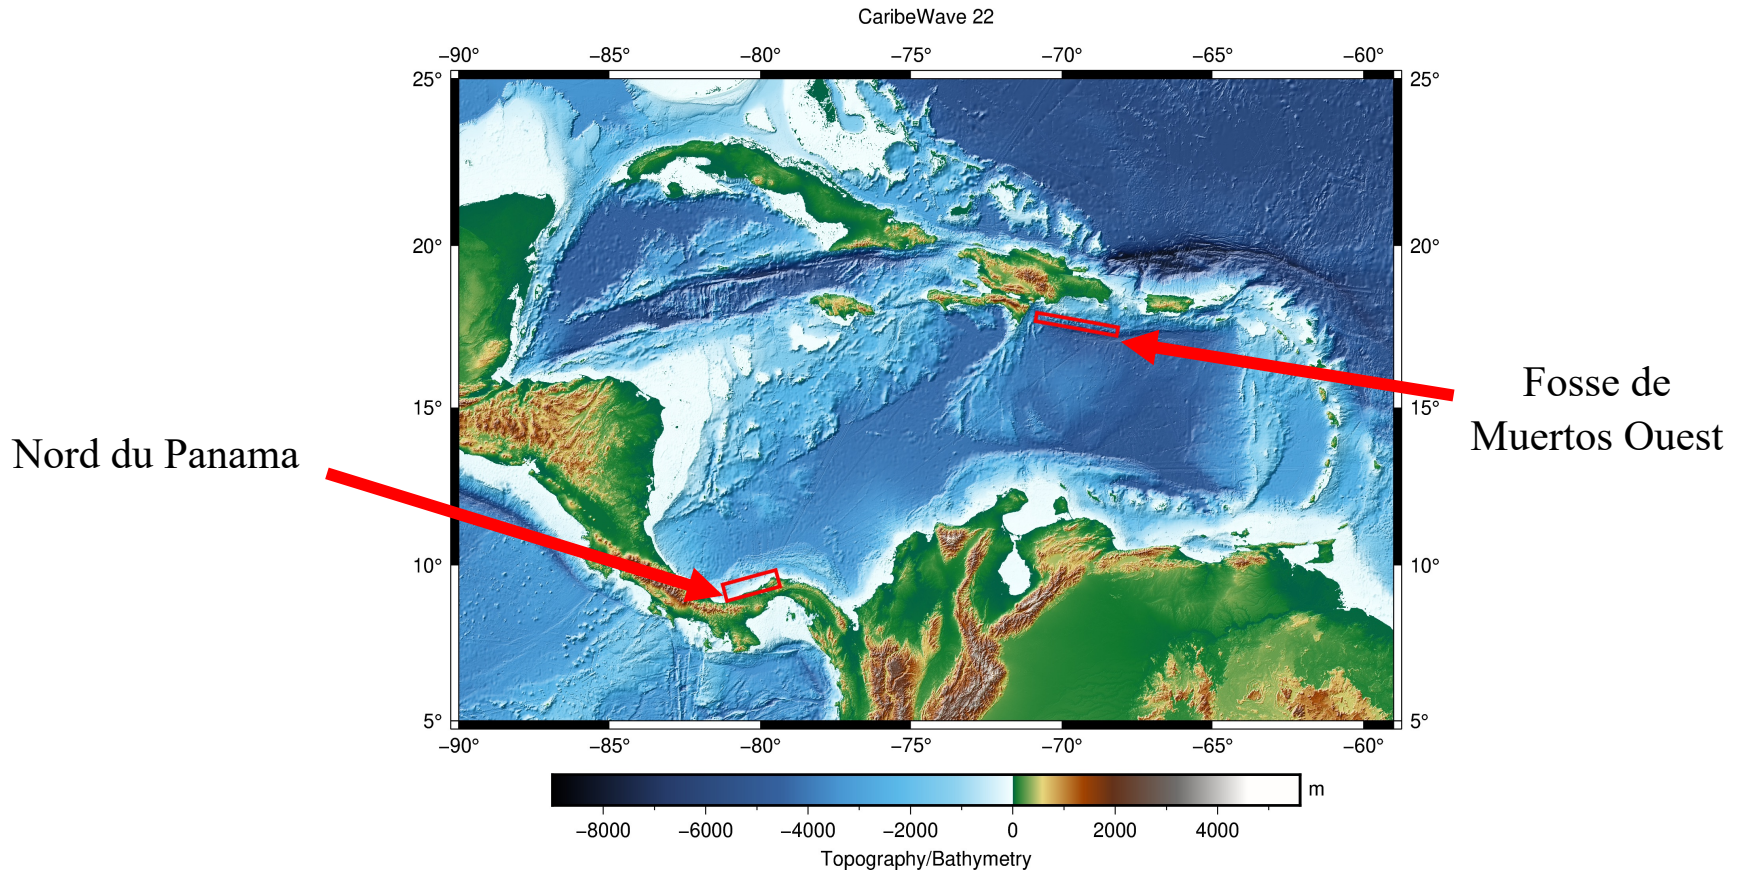 CaribeWave 22
−90° −85° −80° −75° −70° −65° −60°
25° 25°
20° 20°
Fosse de
15° 15°
Muertos Ouest
Nord du Panama
10° 10°
5° 5°
−90° −85° −80° −75° −70° −65° −60°
m
−8000 −6000 −4000 −2000 0 2000 4000
Topography/Bathymetry